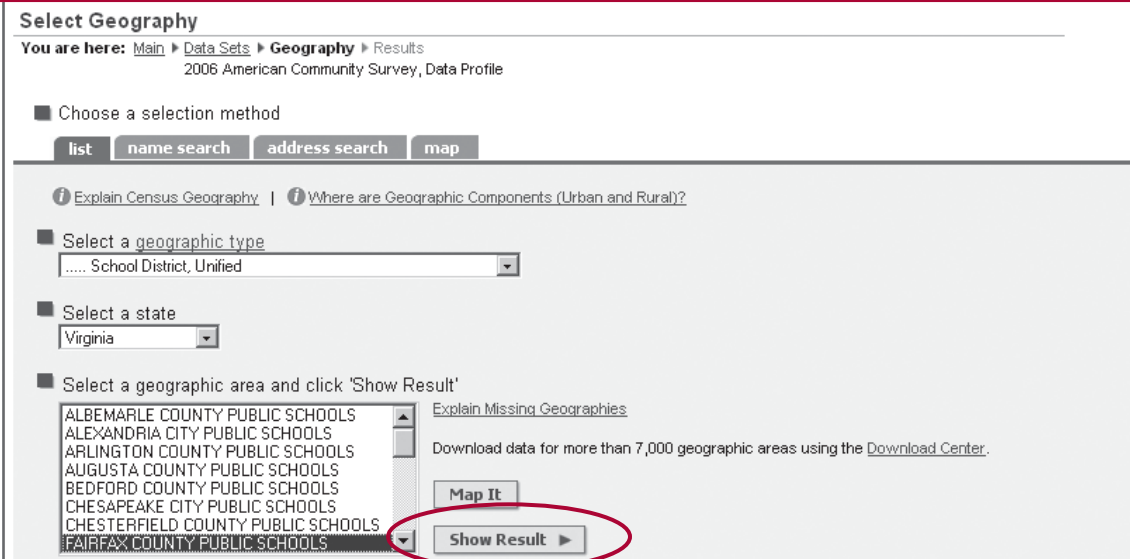 Select Geography
You are here: Main Data Sets Geography Results
2006 American Community Survey, Data Profile
Choose a selection method
list name search address search map
Explain Census Geography | Where are Geographic Components (Urban and Rural)?
Select a geographic type
..... School District, Unified
Select a state
Virginia
Select a geographic area and click 'Show Result'
ALBEMARLE COUNTY PUBLIC SCHOOLS
ALEXANDRIA CITY PUBLIC SCHOOLS
ARLINGTON COUNTY PUBLIC SCHOOLS
AUGUSTA COUNTY PUBLIC SCHOOLS
BEDFORD COUNTY PUBLIC SCHOOLS
CHESAPEAKE CITY PUBLIC SCHOOLS
CHESTERFIELD COUNTY PUBLIC SCHOOLS
FAIRFAX COUNTY PUBLIC SCHOOLS
Explain Missing Geographies
Download data for more than 7,000 geographic areas using the Download Center.
Map It
Show Result